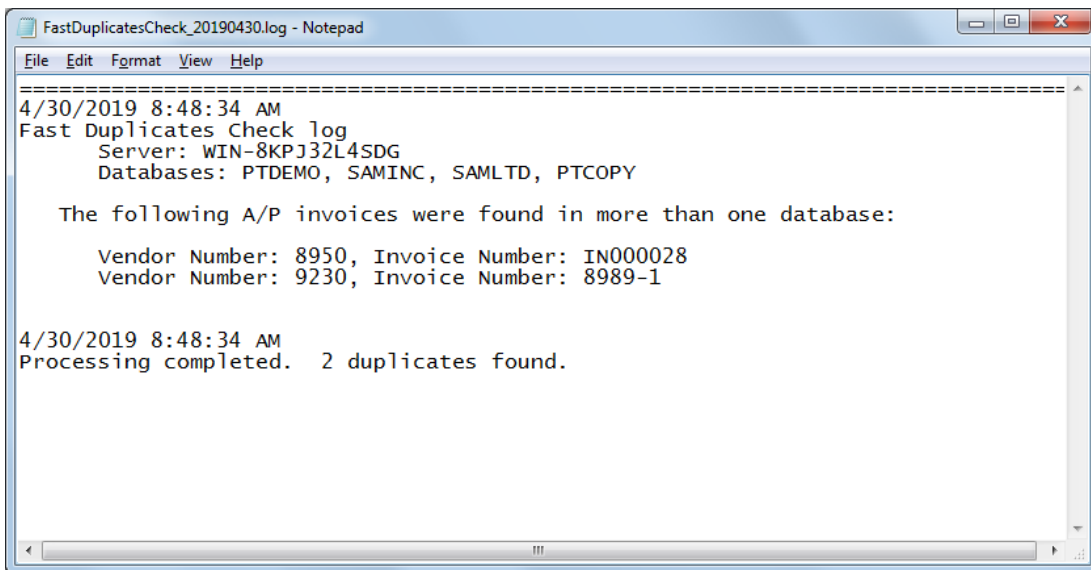 FastDuplicatesCheck_20190430.log - Notepad
File Edit Format View Help
================================================================================
4/30/2019 8:48:34 AM
Fast Duplicates Check log
Server: WIN-8KPJ32L4SDG
Databases: PTDEMO, SAMINC, SAMLTD, PTCOPY
The following A/P invoices were found in more than one database:
Vendor Number: 8950, Invoice Number: IN000028
Vendor Number: 9230, Invoice Number: 8989-1
4/30/2019 8:48:34 AM
Processing completed.  2 duplicates found.